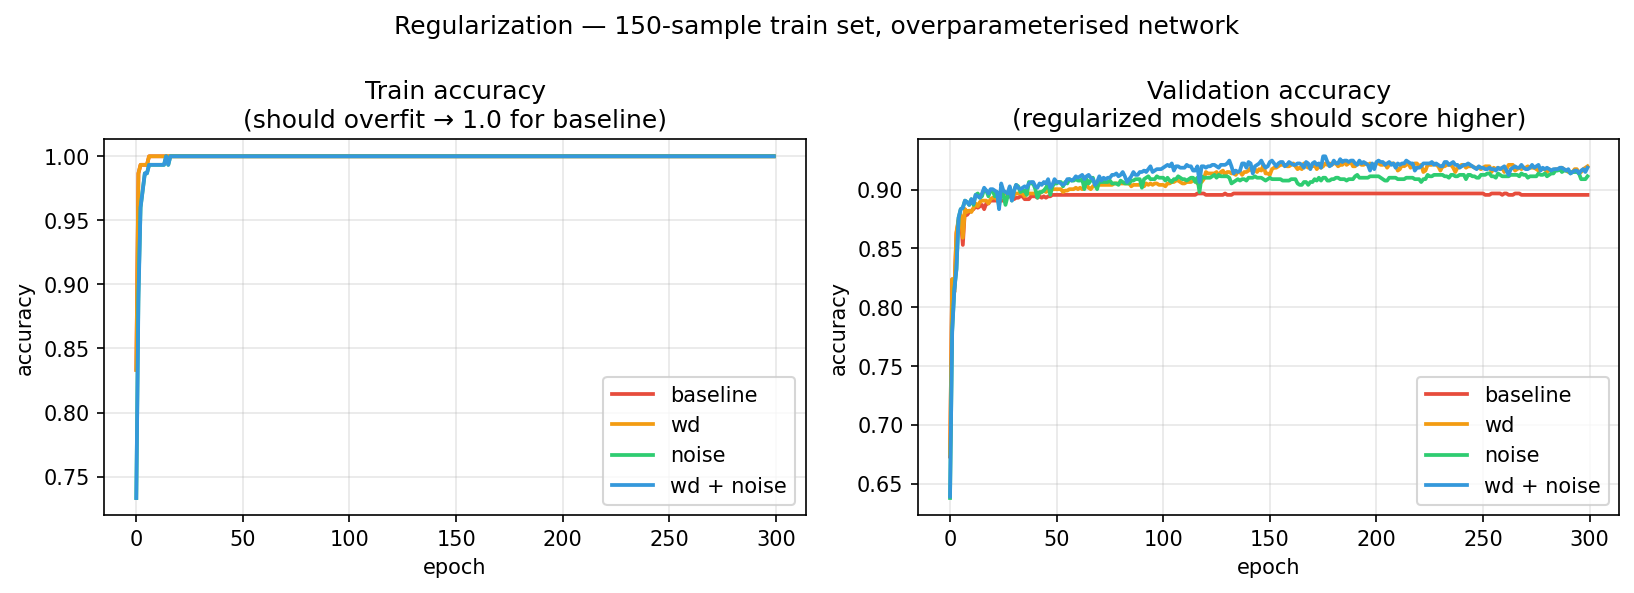 Regularization — 150-sample train set, overparameterised network
Train accuracy
(should overfit → 1.0 for baseline)
1.00
0.95
0.90
0.85
0.80
0.75
accuracy
0 50 100 150 200 250 300
epoch
baseline
wd
noise
wd + noise
Validation accuracy
(regularized models should score higher)
0.90
0.85
0.80
0.75
0.70
0.65
accuracy
0 50 100 150 200 250 300
epoch
baseline
wd
noise
wd + noise